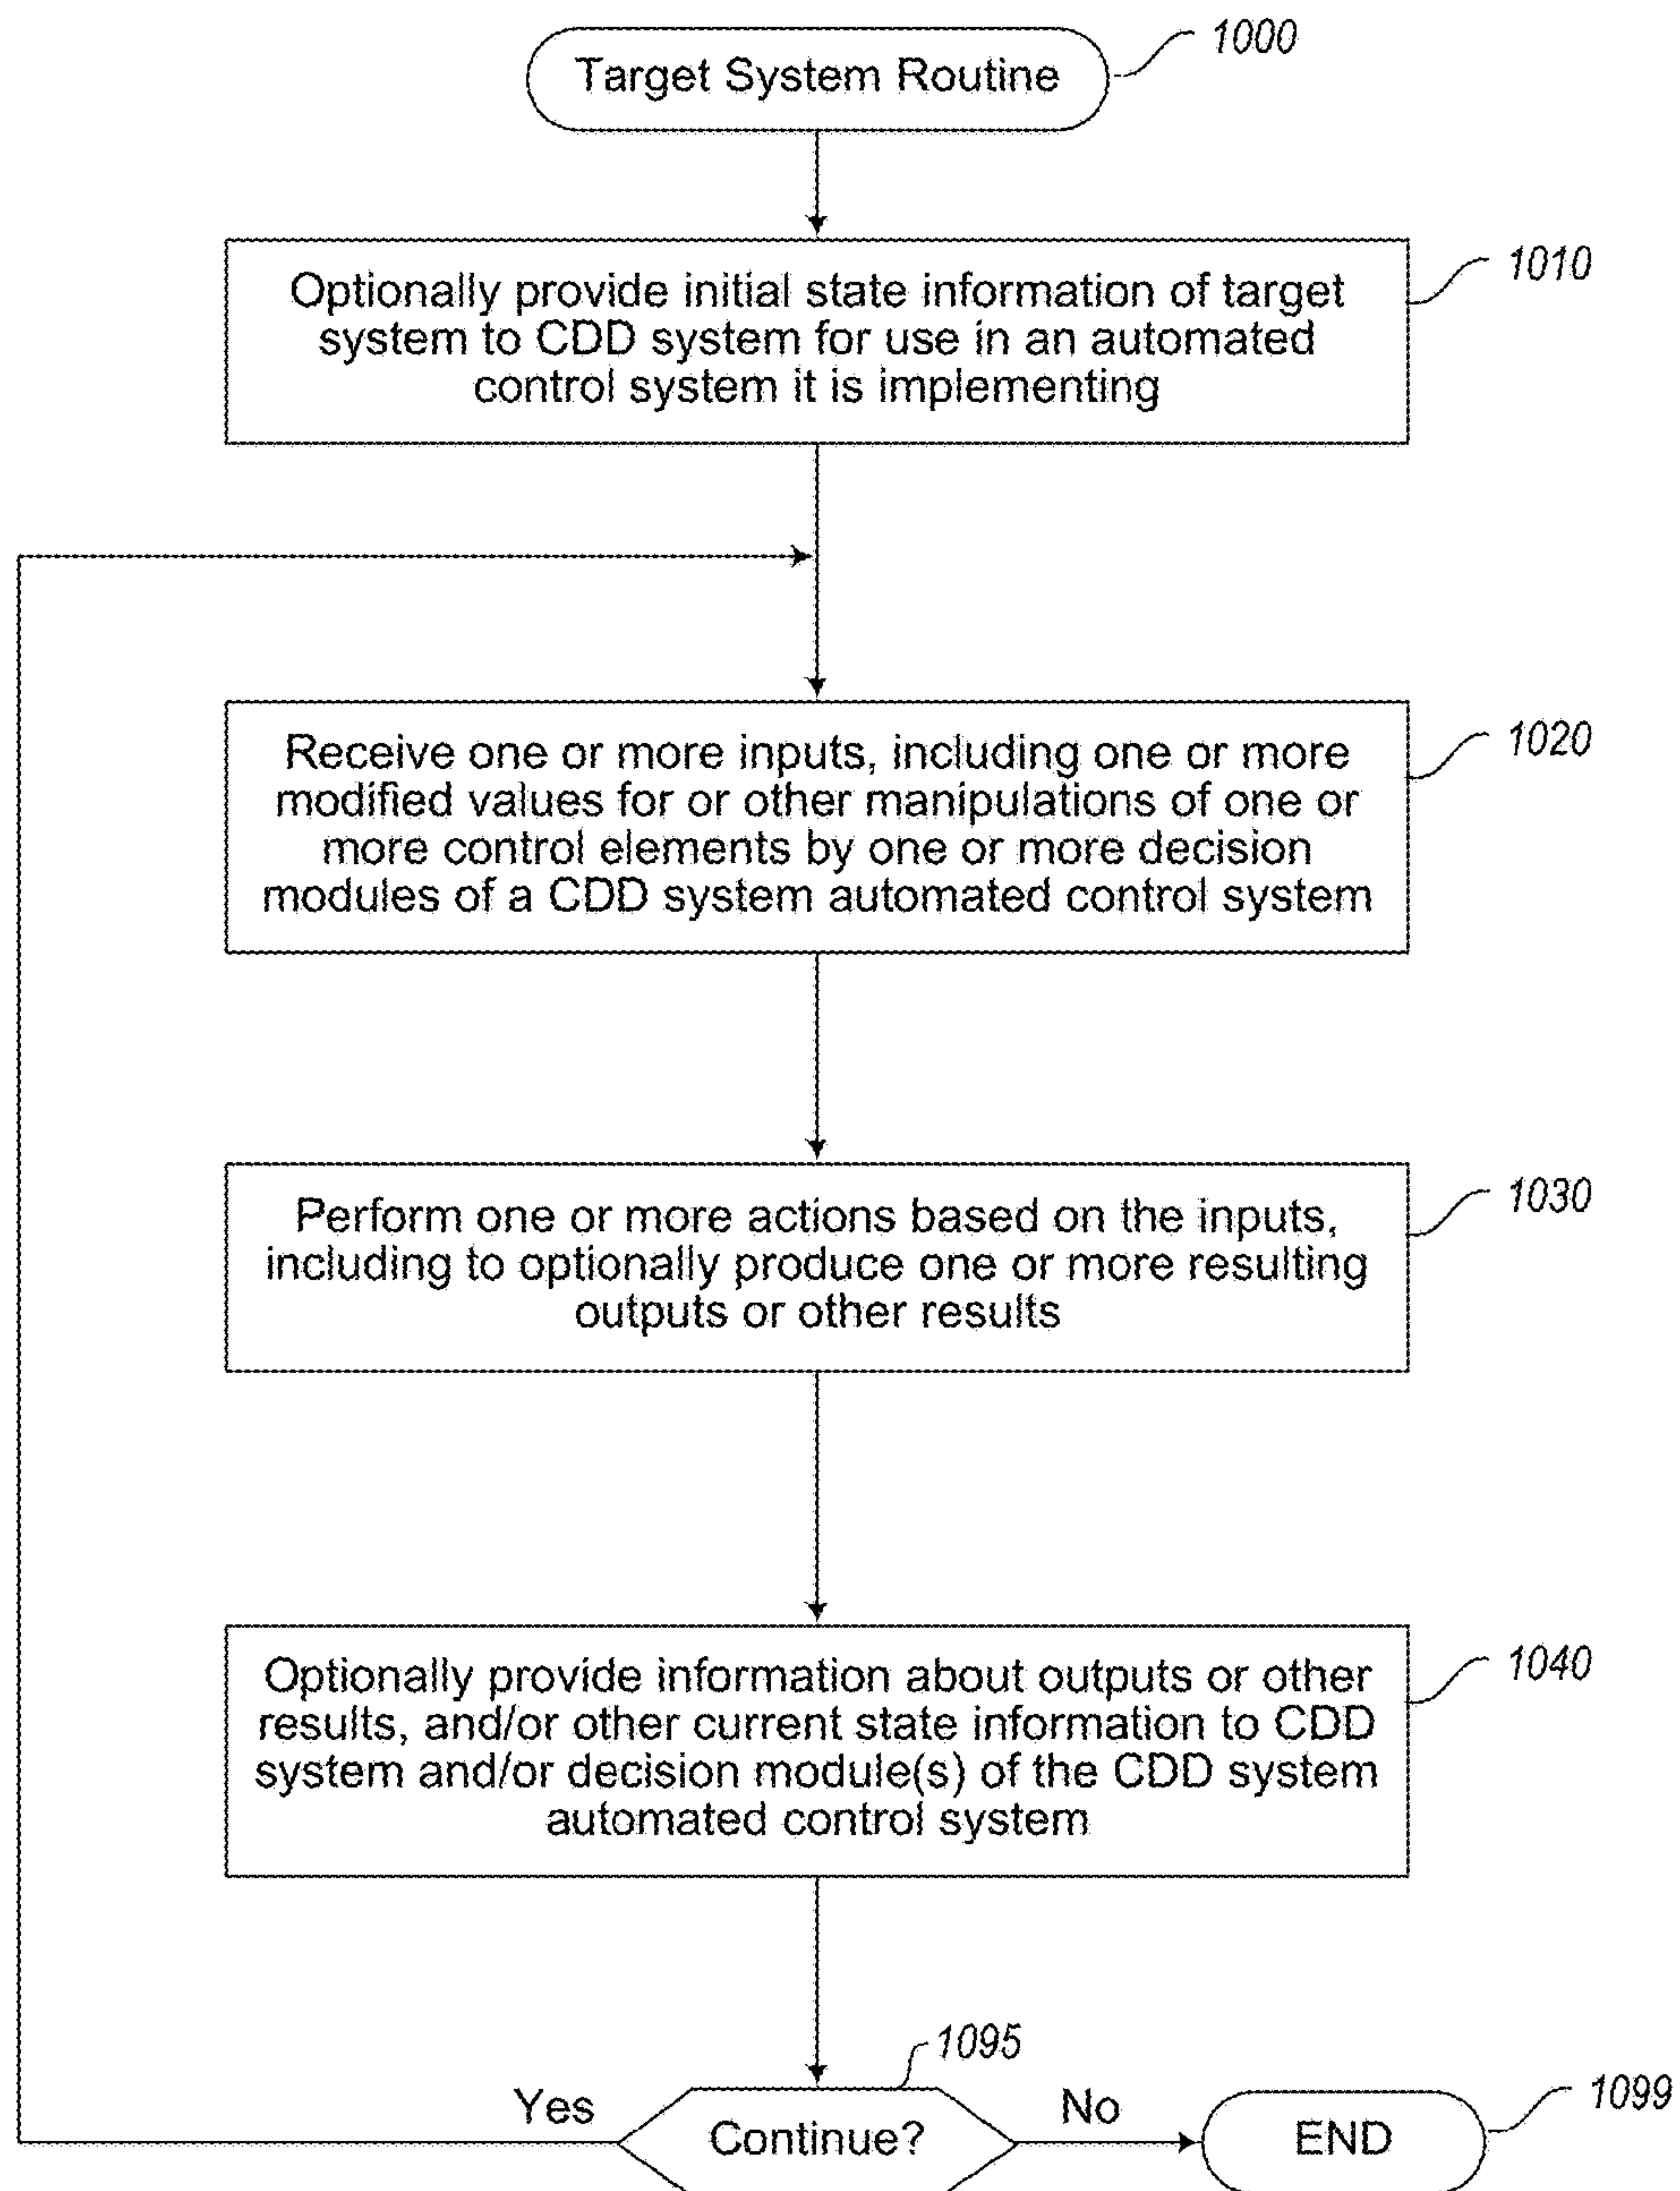 Target System Routine
1000
Optionally provide initial state information of target
system to CDD system for use in an automated
control system it is implementing
1010
Receive one or more inputs, including one or more
modified values for or other manipulations of one or
more control elements by one or more decision
modules of a CDD system automated control system
1020
Perform one or more actions based on the inputs,
including to optionally produce one or more resulting
outputs or other results
1030
Optionally provide information about outputs or other
results, and/or other current state information to CDD
system and/or decision module(s) of the CDD system
automated control system
1040
1095
Yes
Continue?
No
END
1099